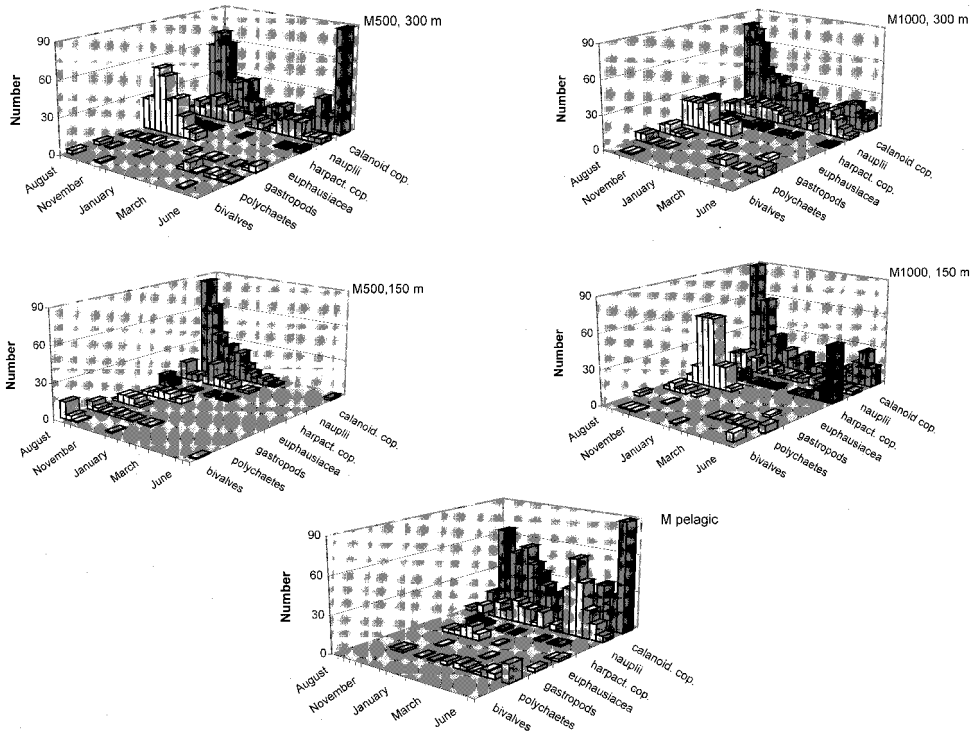 M500, 300 m
90
60
30
0
Number
August
November
January
March
June
bivalves
polychaetes
gastropods
euphausiacea
harpact. cop.
nauplii
calanoid cop.
M1000, 300 m
90
60
30
0
Number
August
November
January
March
June
bivalves
polychaetes
gastropods
euphausiacea
harpact. cop.
nauplii
calanoid cop.
M500,150 m
90
60
30
0
Number
August
November
January
March
June
bivalves
polychaetes
gastropods
euphausiacea
harpact. cop.
nauplii
calanoid. cop.
M1000, 150 m
90
60
30
0
Number
August
November
January
March
June
bivalves
polychaetes
gastropods
euphausiacea
harpact. cop.
nauplii
calanoid cop.
M pelagic
90
60
30
0
Number
August
November
January
March
June
bivalves
polychaetes
gastropods
euphausiacea
harpact. cop.
nauplii
calanoid. cop.